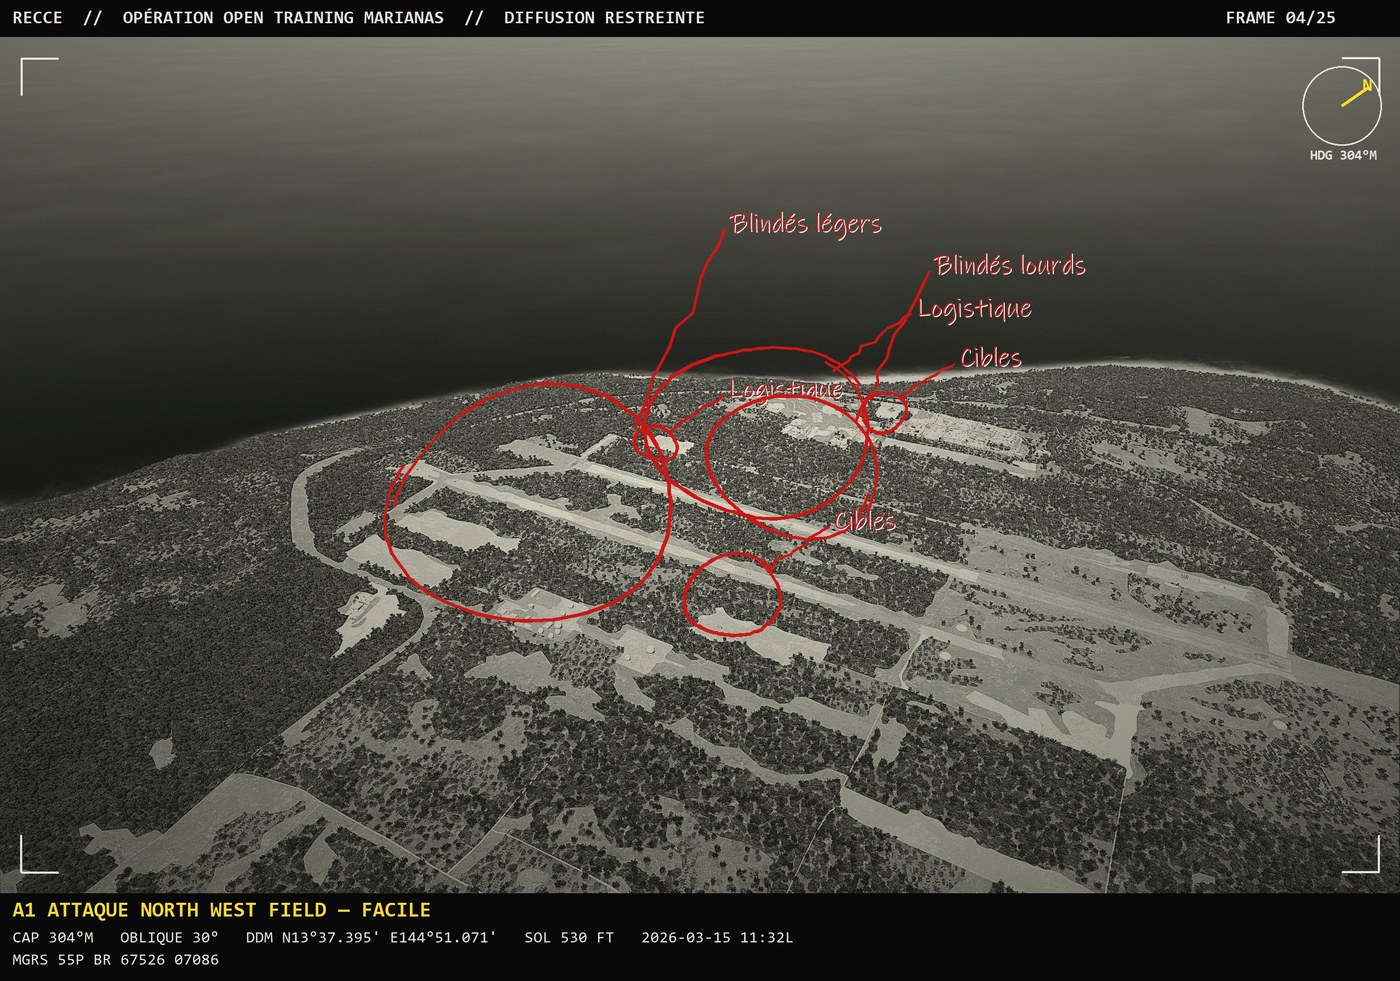 RECCE // OPÉRATION OPEN TRAINING MARIANAS // DIFFUSION RESTREINTE
FRAME 04/25
N
HDG 304°M
Blindés légers
Blindés lourds
Logistique
Cibles
Logistique
Cibles
A1 ATTAQUE NORTH WEST FIELD — FACILE
CAP 304°M OBLIQUE 30° DDM N13°37.395' E144°51.071' SOL 530 FT 2026-03-15 11:32L
MGRS 55P BR 67526 07086